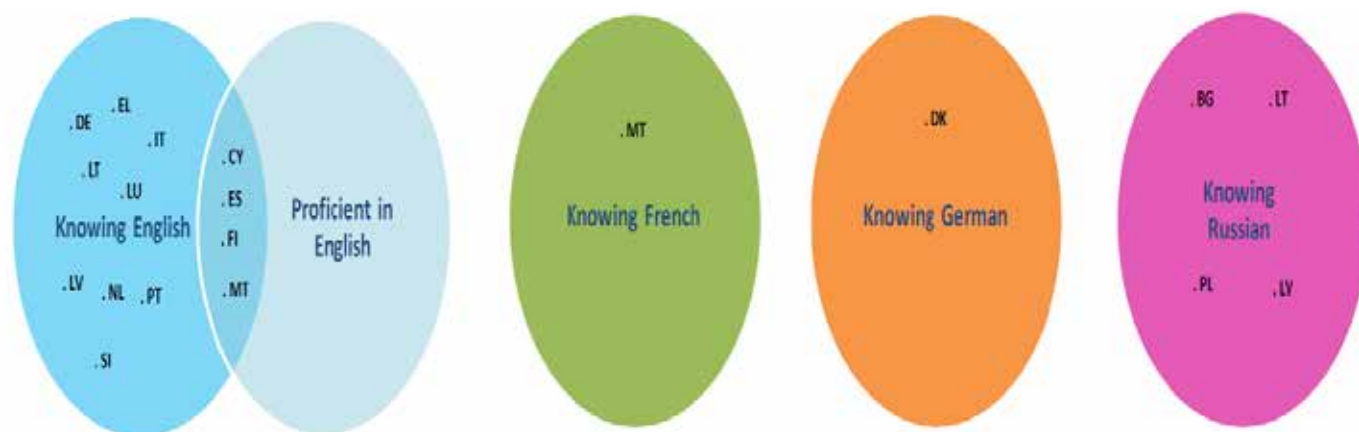 . EL
. DE
. IT
. LT
. LU
Knowing English
. LV
. NL
. PT
. SI
. CY
. ES
. FI
. MT
Proficient in
English
. MT
Knowing French
. DK
Knowing German
. BG
. LT
Knowing
Russian
. PL
. LY